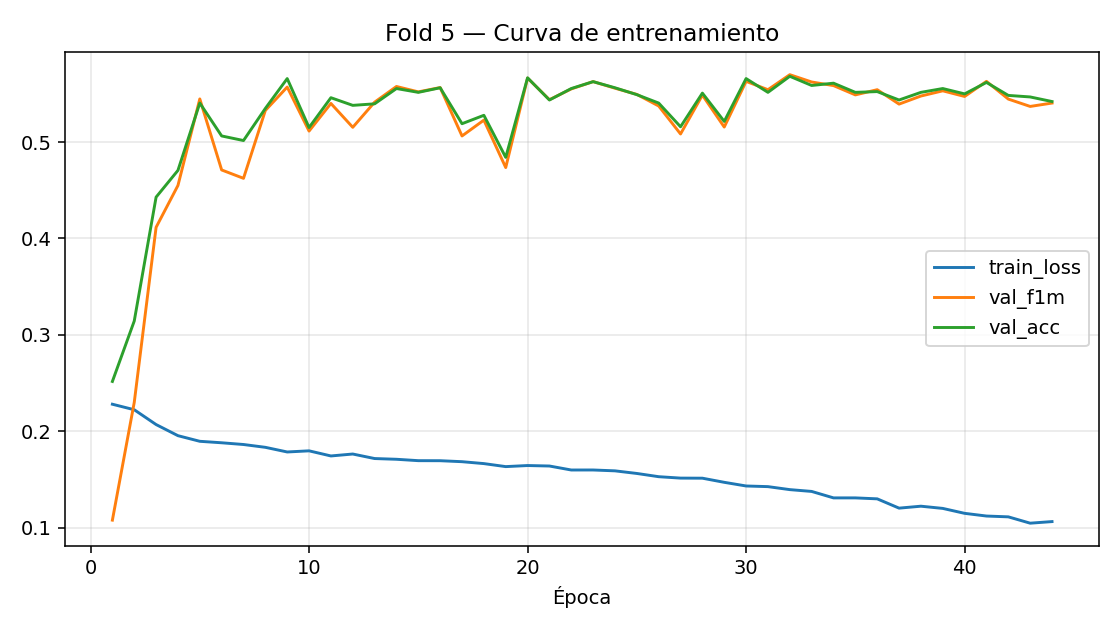 Fold 5 — Curva de entrenamiento
0.5
0.4
0.3
0.2
0.1
train_loss
val_f1m
val_acc
0 10 20 30 40
Época